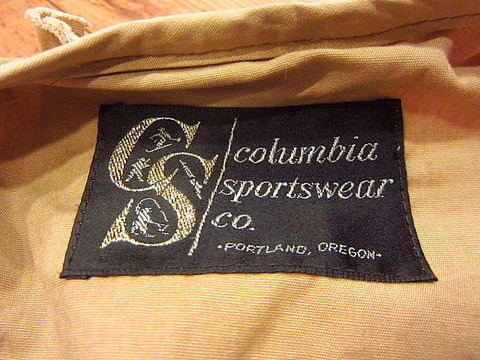 CS
columbia
sportswear
co.
·PORTLAND, OREGON·